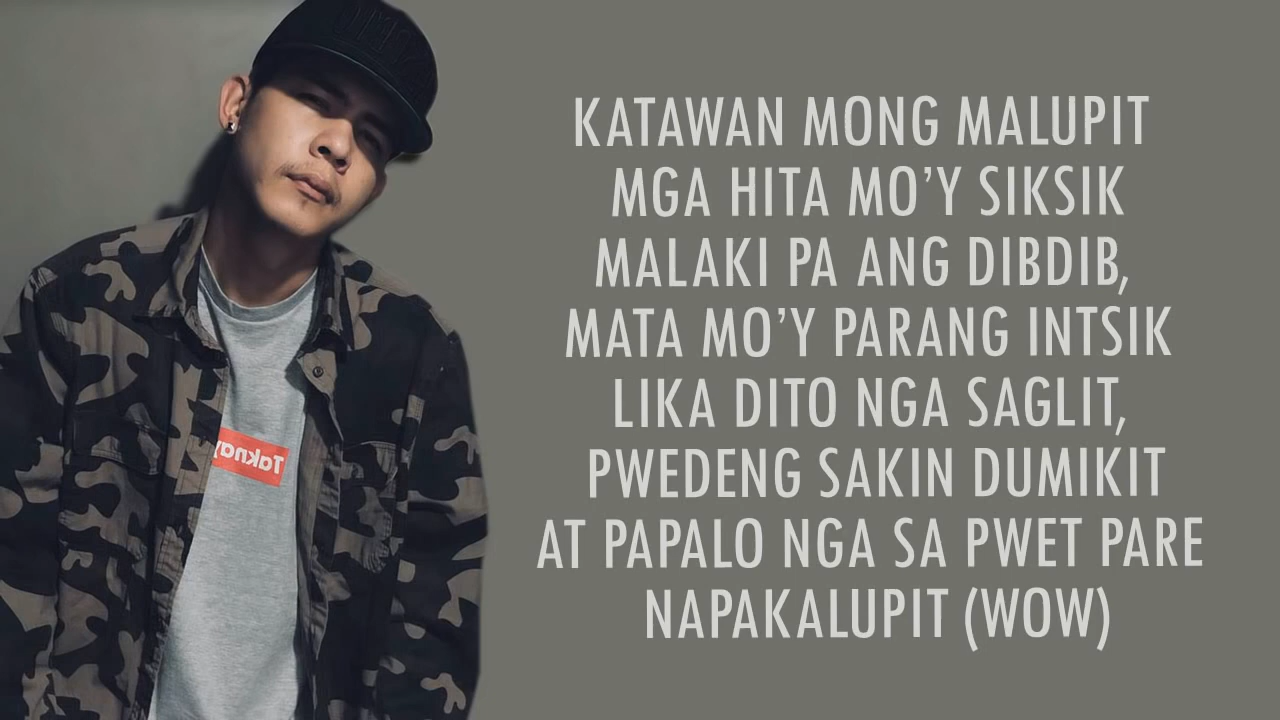 KATAWAN MONG MALUPIT
MGA HITA MO'Y SIKSIK
MALAKI PA ANG DIBDIB,
MATA MO'Y PARANG INTSIK
LIKA DITO NGA SAGLIT,
PWEDENG SAKIN DUMIKIT
AT PAPALO NGA SA PWET PARE
NAPAKALUPIT (WOW)